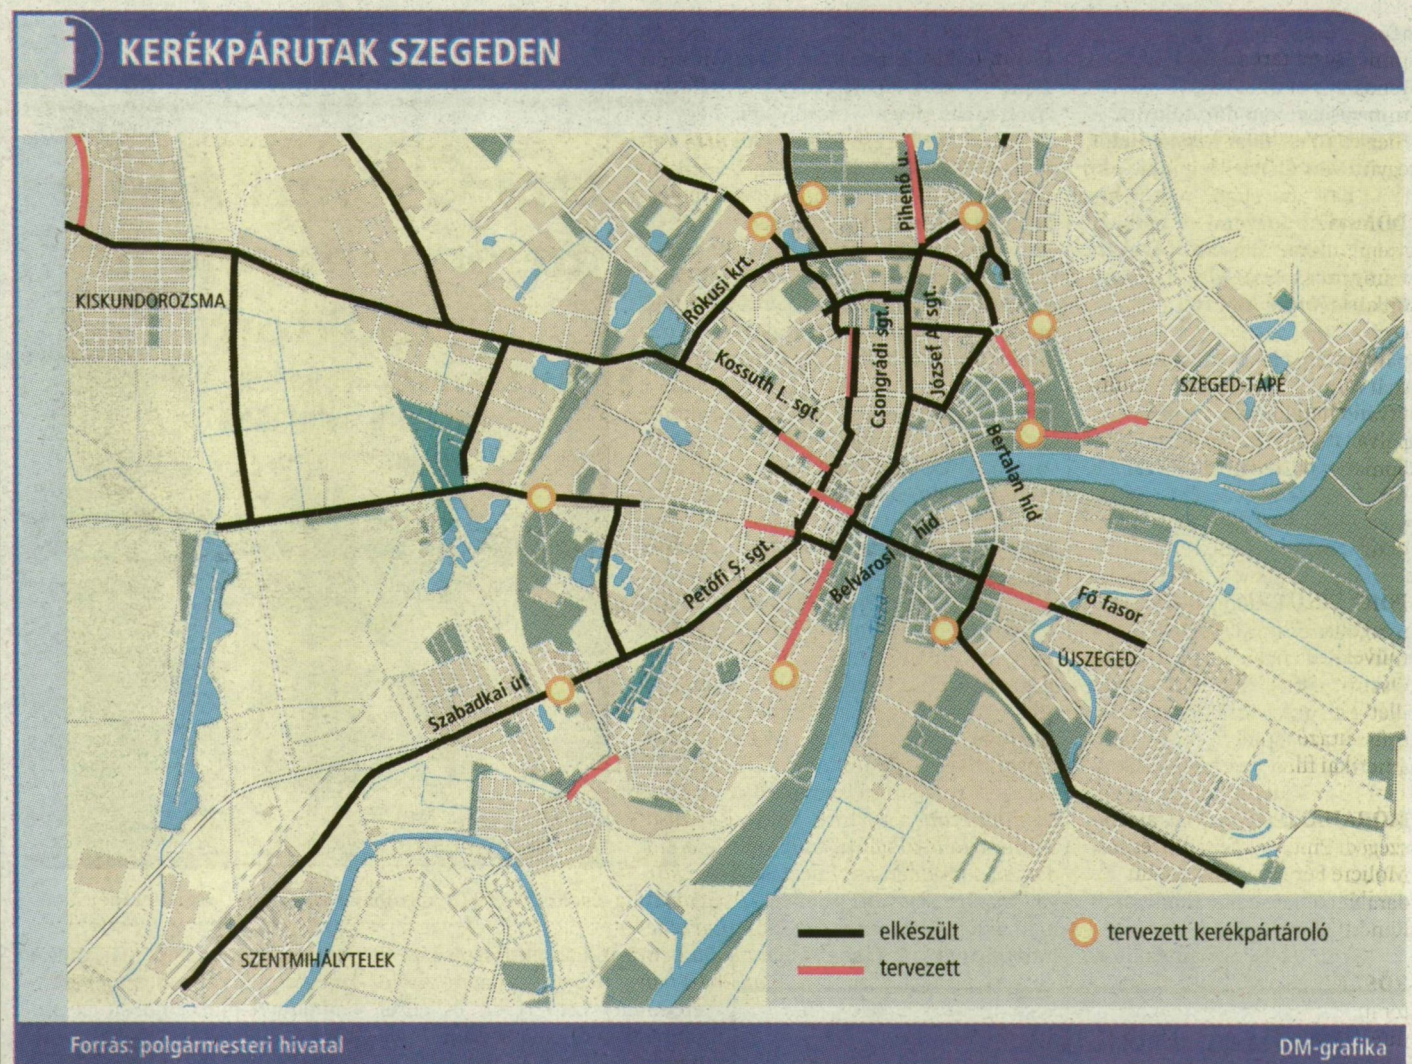 i KERÉKPÁRUTAK SZEGEDEN
Pihenő u.
KISKUNDOROZSMA
Rókusi krt.
Kossuth L. sgt.
Csongrádi sgt.
József A. sgt.
SZEGED-TÁPÉ
Bertalan híd
Belvárosi híd
Petőfi S. sgt.
Tisza
Fő fasor
ÚJSZEGED
Szabadkai út
SZENTMIHÁLYTELEK
elkészült
tervezett
tervezett kerékpártároló
Forrás: polgármesteri hivatal
DM-grafika